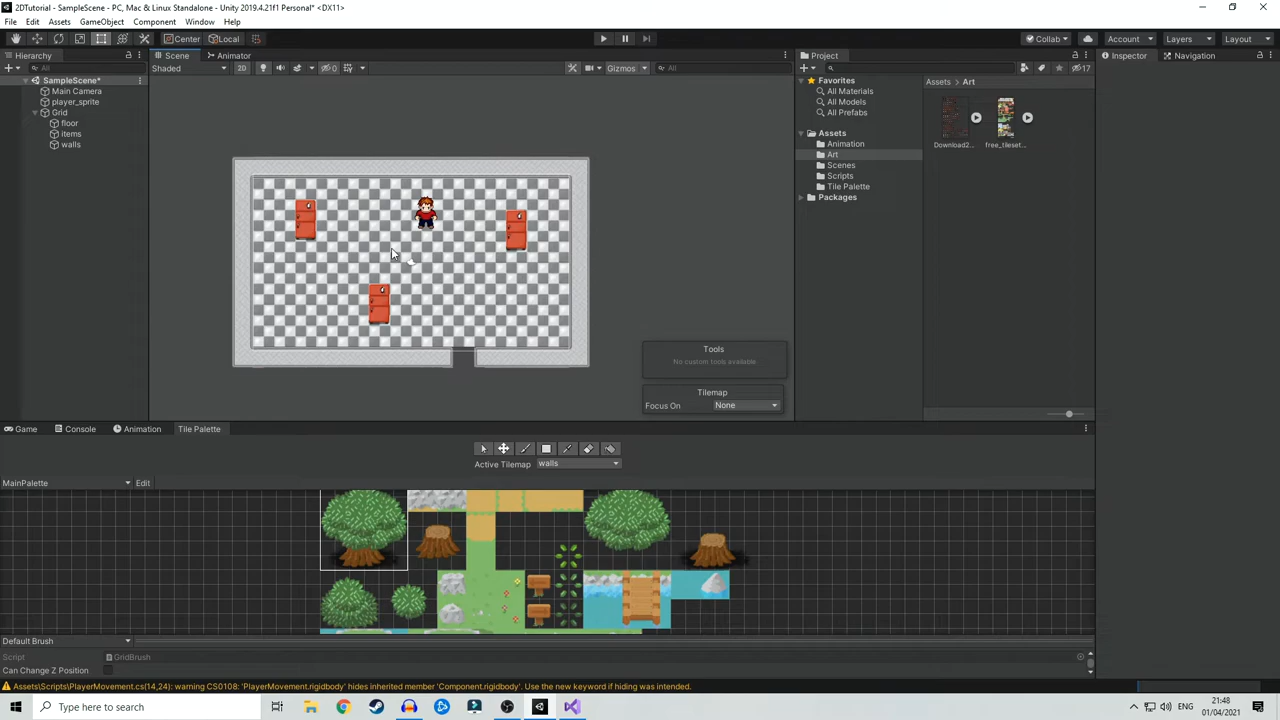 2DTutorial - SampleScene - PC, Mac & Linux Standalone - Unity 2019.4.21f1 Personal* <DX11>
File Edit Assets GameObject Component Window Help
Center Local Collab Account Layers Layout
Hierarchy Scene Animator Project Inspector Navigation
All Shaded 2D 0 Gizmos All 17
SampleScene*
Main Camera
player_sprite
Grid
floor
items
walls
Favorites
All Materials
All Models
All Prefabs
Assets
Animation
Art
Scenes
Scripts
Tile Palette
Packages
Assets > Art
Download2... free_tileset...
Tools
No custom tools available
Tilemap
Focus On None
Game Console Animation Tile Palette
Active Tilemap walls
MainPalette Edit
Default Brush
Script GridBrush
Can Change Z Position
Assets\Scripts\PlayerMovement.cs(14,24): warning CS0108: 'PlayerMovement.rigidbody' hides inherited member 'Component.rigidbody'. Use the new keyword if hiding was intended.
Type here to search
ENG
21:48
01/04/2021